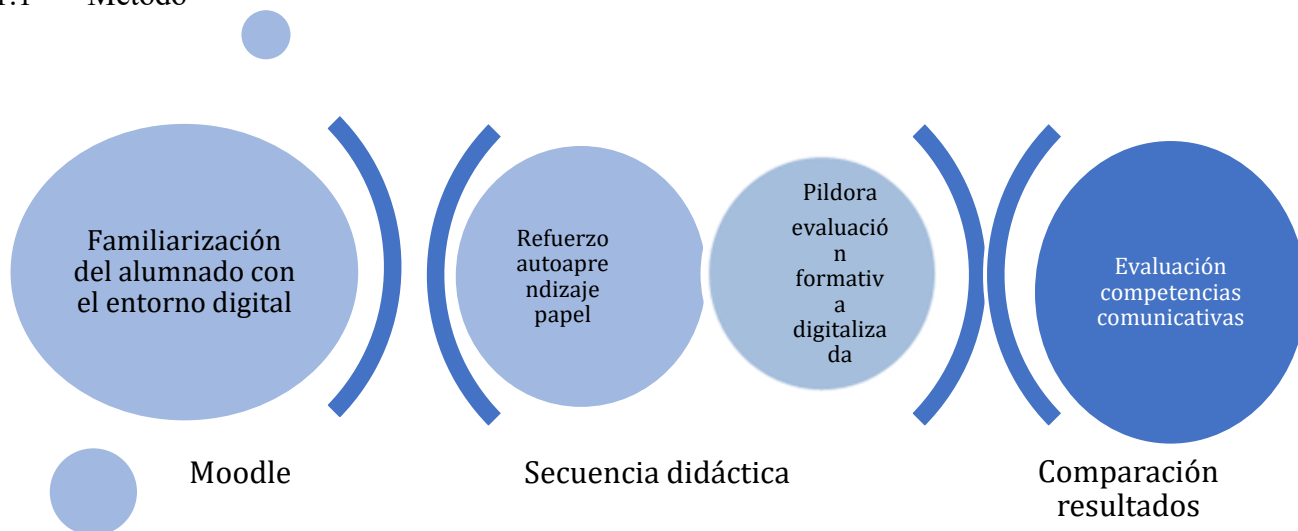 Método
Familiarización
del alumnado con
el entorno digital
Refuerzo
autoapre
ndizaje
papel
Pildora
evaluació
n
formativ
a
digitaliza
da
Evaluación
competencias
comunicativas
Moodle
Secuencia didáctica
Comparación
resultados